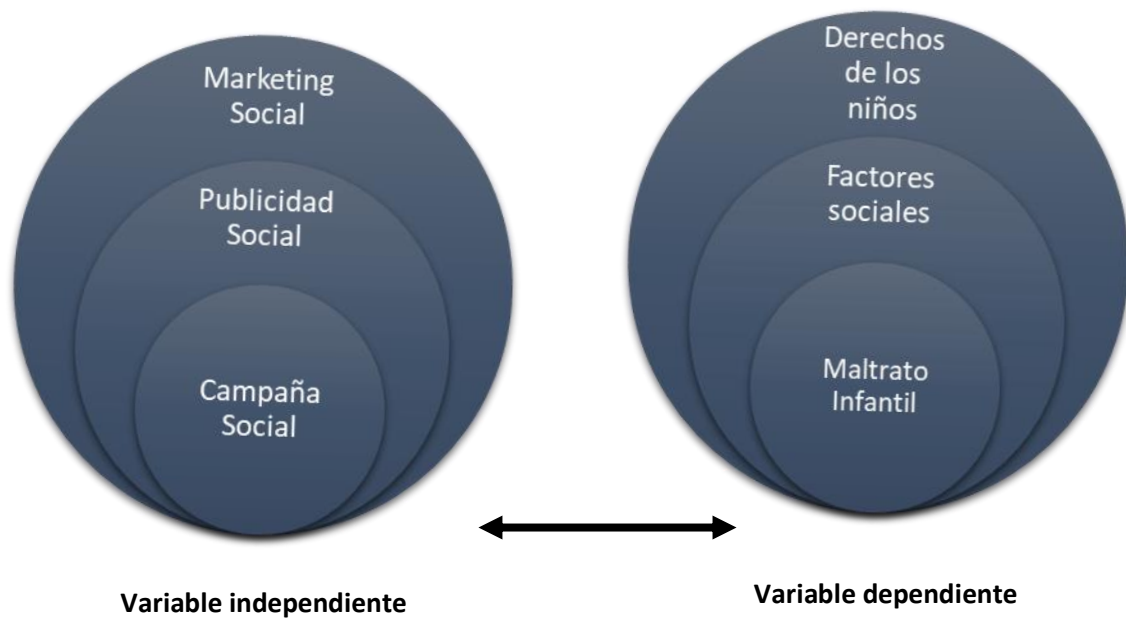 Marketing
Social
Publicidad
Social
Campaña
Social
Variable independiente
Derechos
de los
niños
Factores
sociales
Maltrato
Infantil
Variable dependiente